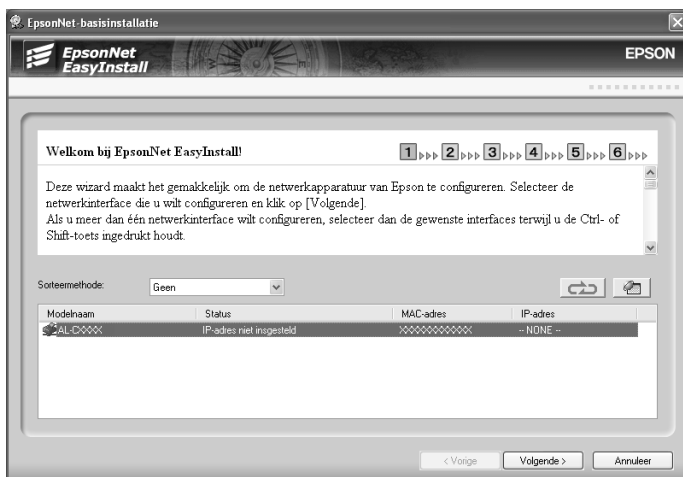 EpsonNet-basisinstallatie
EpsonNet
EasyInstall
EPSON
Welkom bij EpsonNet EasyInstall!
1 2 3 4 5 6
Deze wizard maakt het gemakkelijk om de netwerkapparatuur van Epson te configureren. Selecteer de
netwerkinterface die u wilt configureren en klik op [Volgende].
Als u meer dan één netwerkinterface wilt configureren, selecteer dan de gewenste interfaces terwijl u de Ctrl- of
Shift-toets ingedrukt houdt.
Sorteermethode: Geen
Modelnaam Status MAC-adres IP-adres
AL-CXXXX IP-adres niet insgesteld XXXXXXXXXXXX -- NONE --
< Vorige Volgende > Annuleer